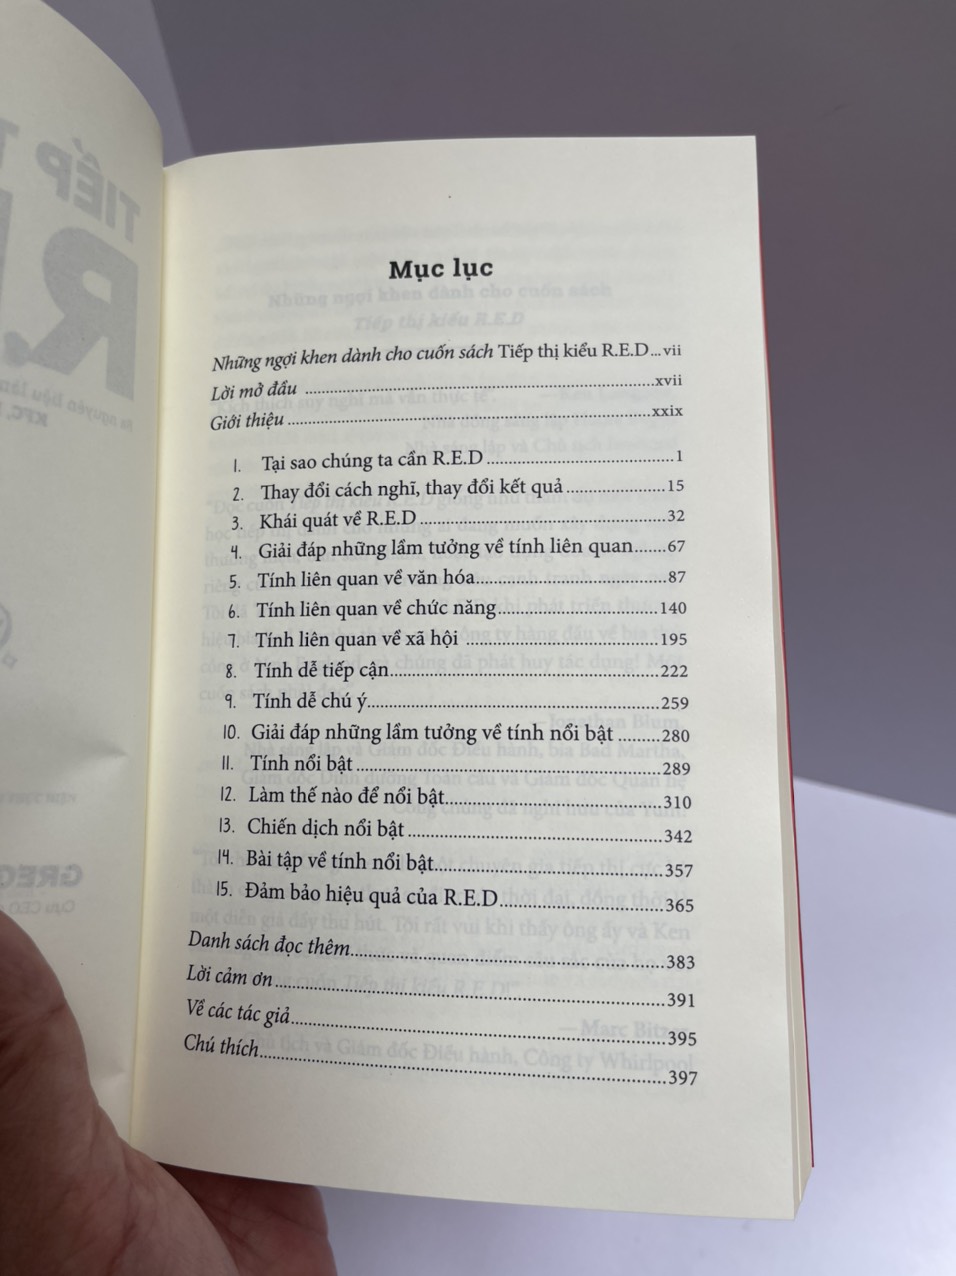 Mục lục
Những ngợi khen dành cho cuốn sách Tiếp thị kiểu R.E.D...vii
Lời mở đầu ...xvii
Giới thiệu...xxix
1. Tại sao chúng ta cần R.E.D...1
2. Thay đổi cách nghĩ, thay đổi kết quả ...15
3. Khái quát về R.E.D...32
4. Giải đáp những lầm tưởng về tính liên quan...67
5. Tính liên quan về văn hóa...87
6. Tính liên quan về chức năng...140
7. Tính liên quan về xã hội ...195
8. Tính dễ tiếp cận...222
9. Tính dễ chú ý...259
10. Giải đáp những lầm tưởng về tính nổi bật ...280
11. Tính nổi bật...289
12. Làm thế nào để nổi bật...310
13. Chiến dịch nổi bật...342
14. Bài tập về tính nổi bật...357
15. Đảm bảo hiệu quả của R.E.D...365
Danh sách đọc thêm...383
Lời cảm ơn...391
Về các tác giả...395
Chú thích...397